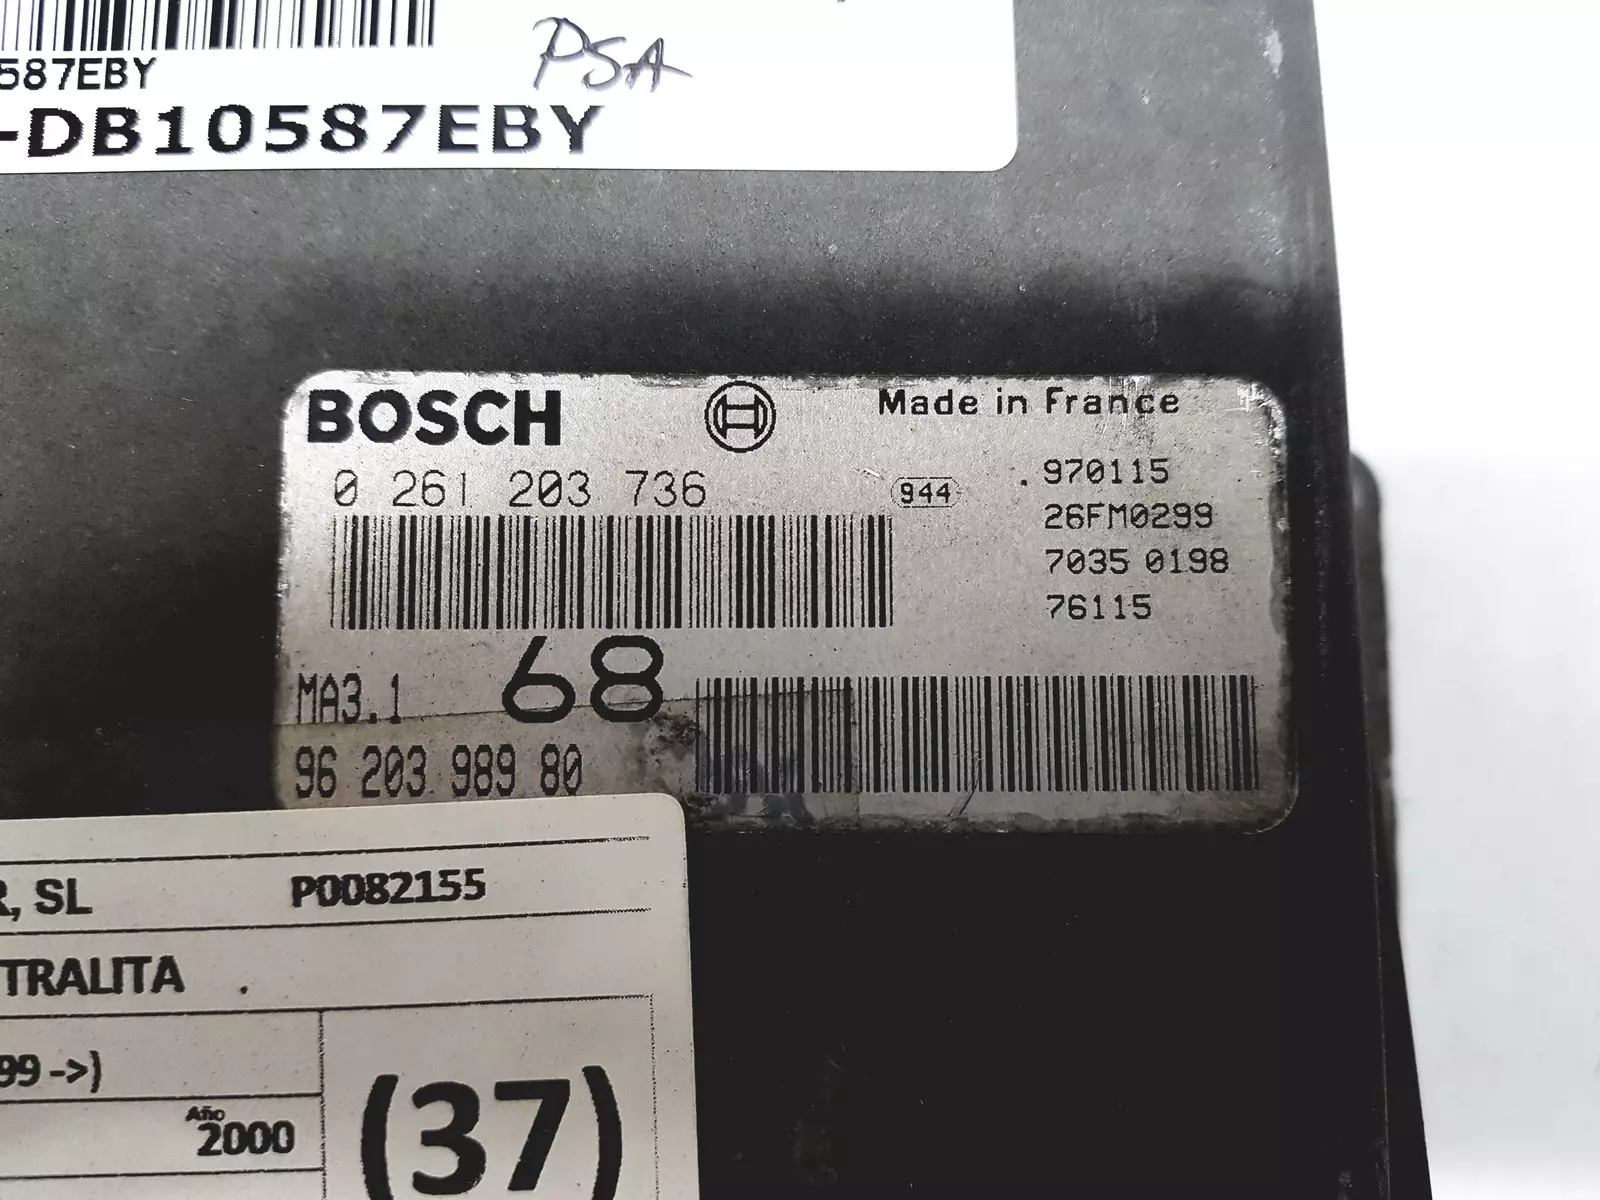 587EBY
PSA
-DB10587EBY
BOSCH
Made in France
0 261 203 736
944
.970115
26FM0299
7035 0198
76115
MA3.1
68
96 203 989 80
R, SL
P0082155
TRALITA .
99 ->)
Año
2000
(37)